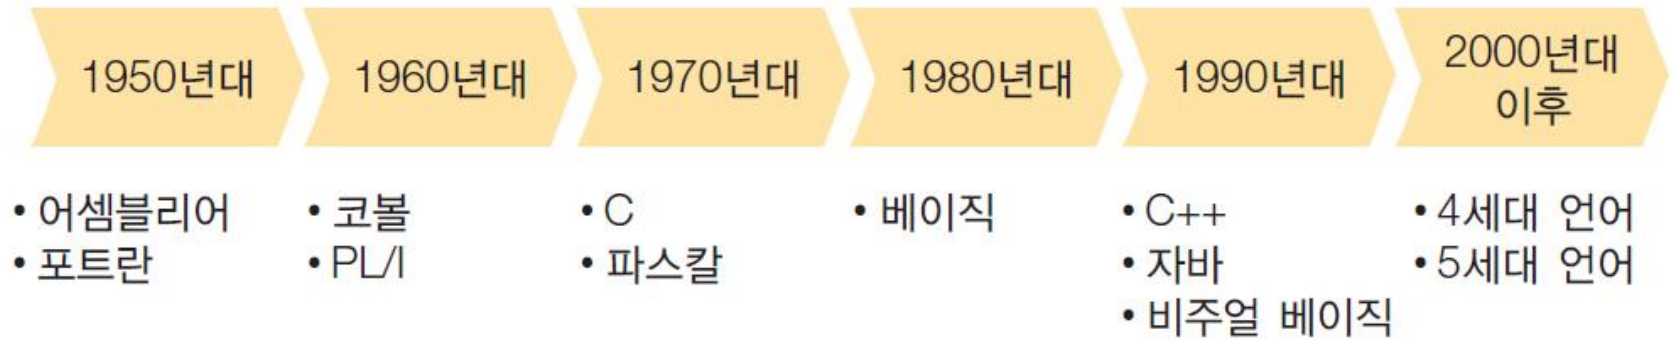 1950년대
1960년대
1970년대
1980년대
1990년대
2000년대
이후
• 어셈블리어
• 포트란
• 코볼
• PL/I
• C
• 파스칼
• 베이직
• C++
• 자바
• 비주얼 베이직
• 4세대 언어
• 5세대 언어